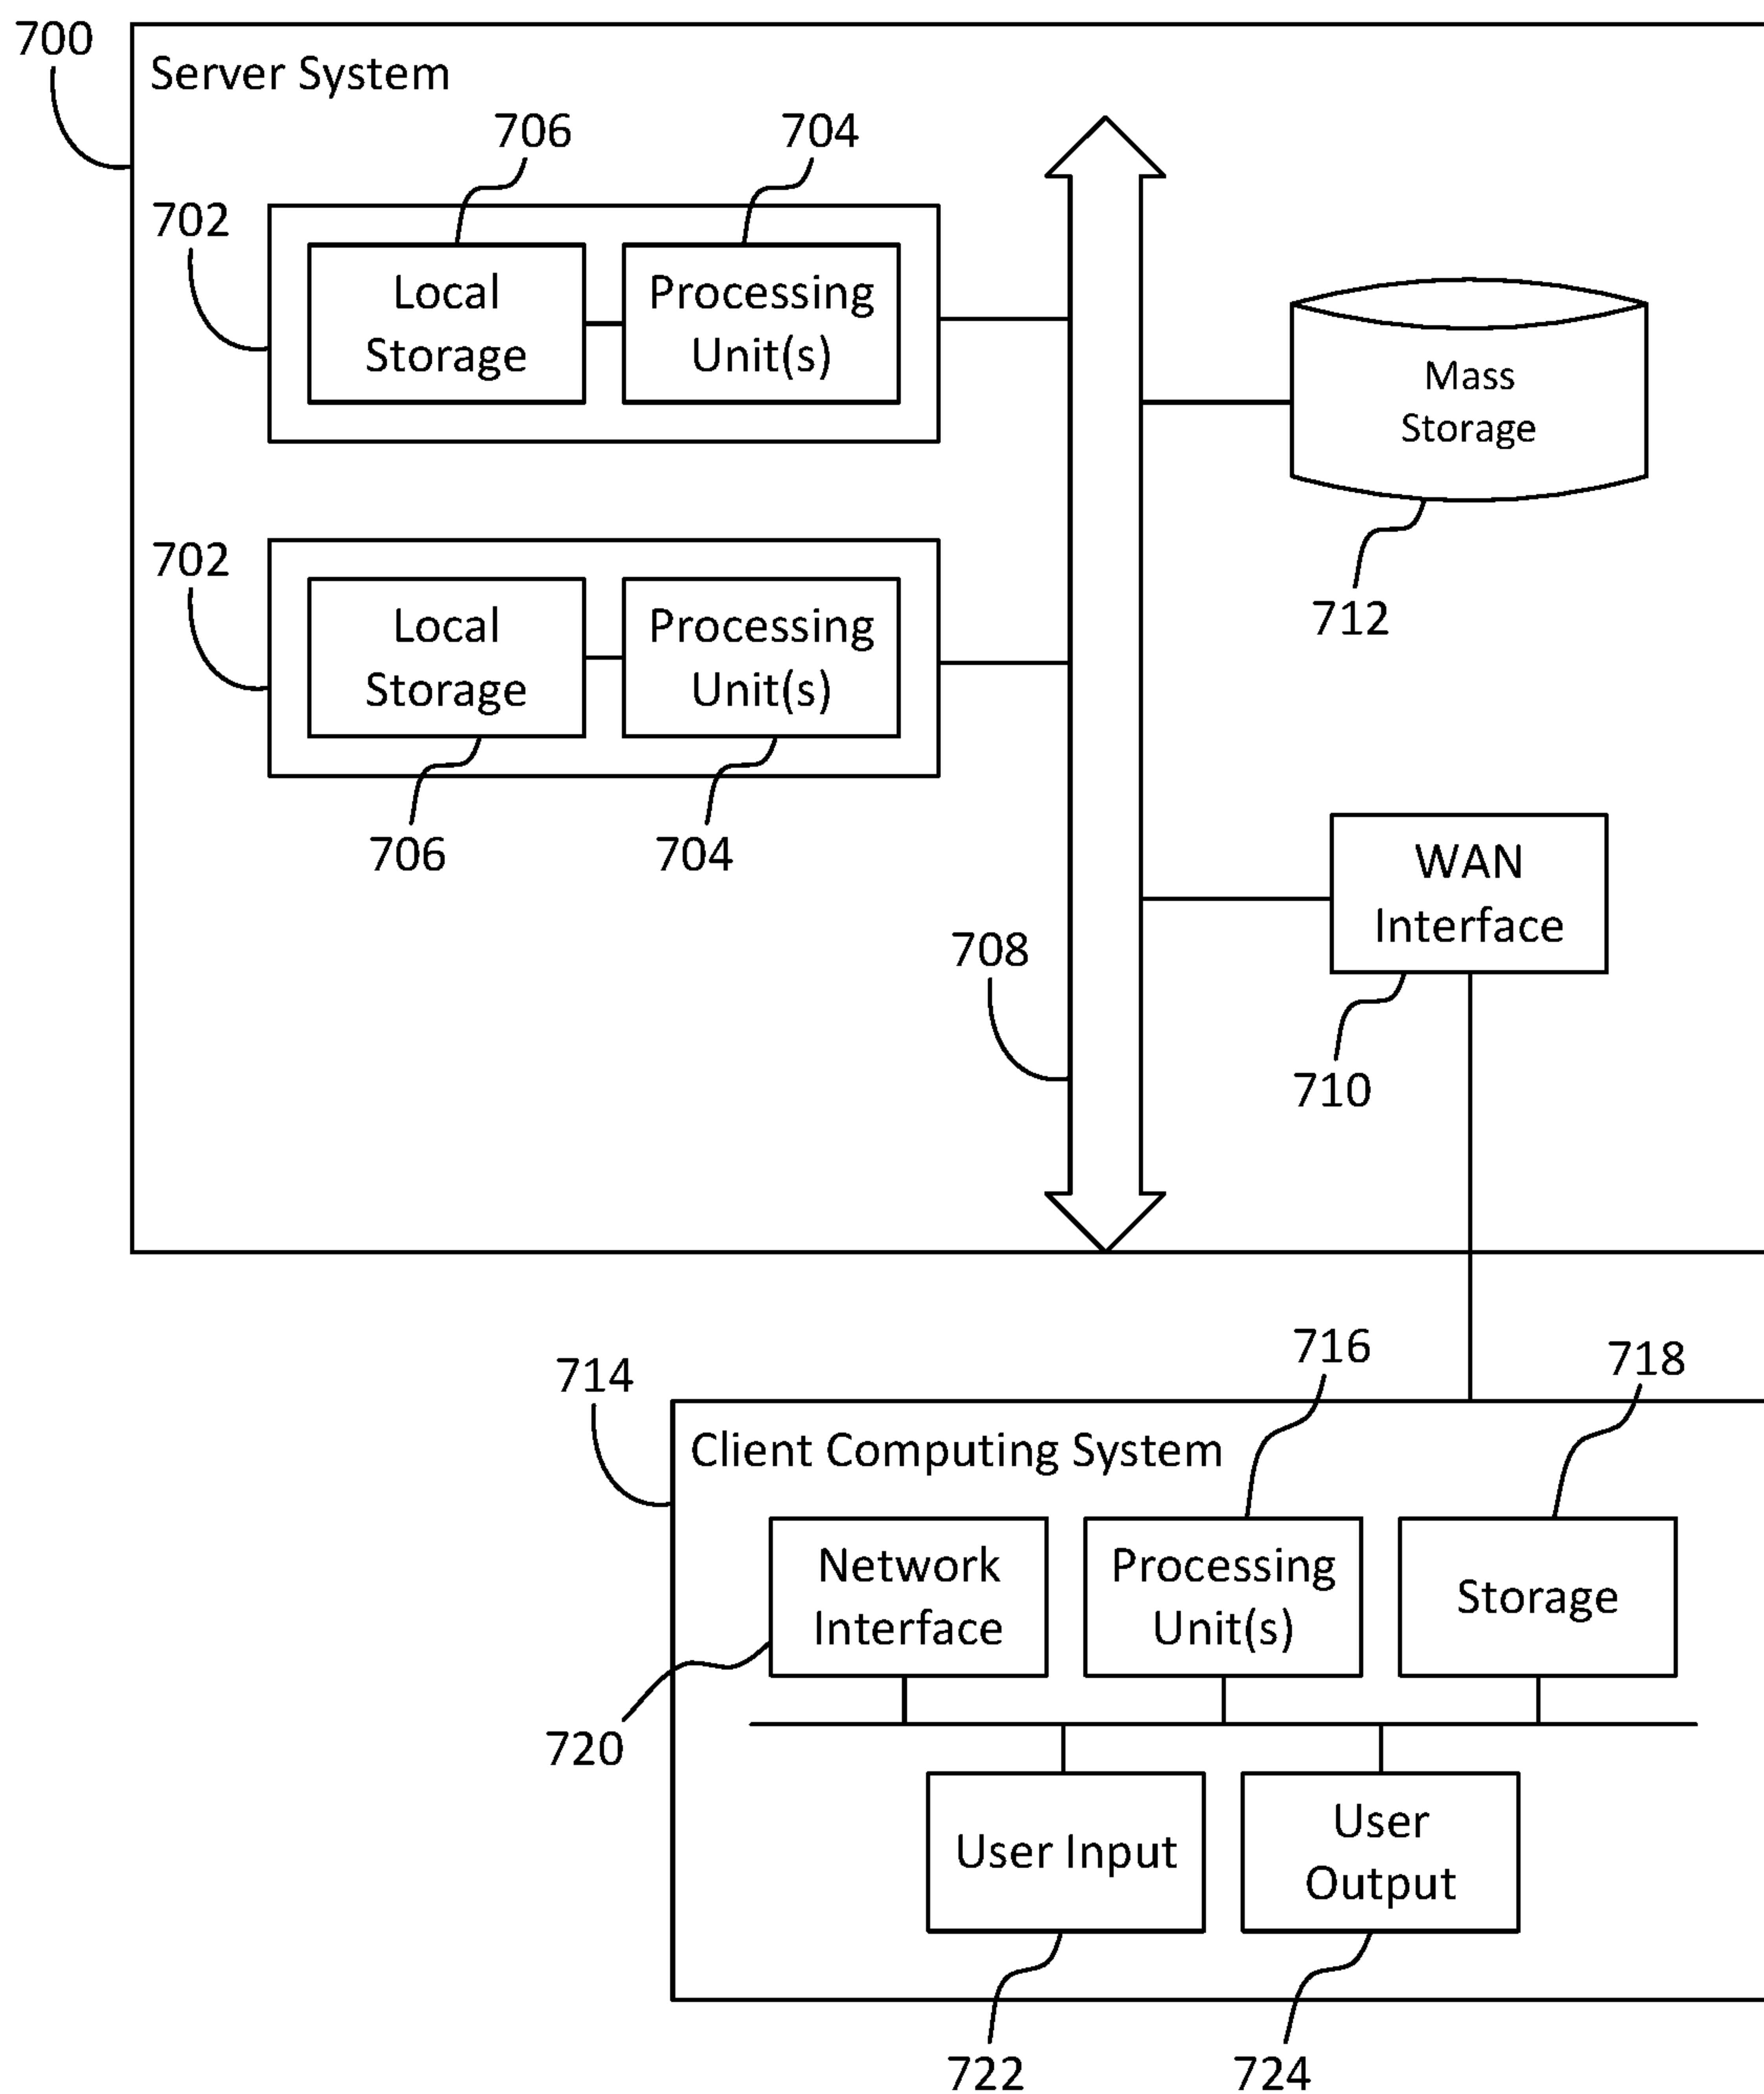 700
Server System
706
704
702
Local
Storage
Processing
Unit(s)
Mass
Storage
712
702
Local
Storage
Processing
Unit(s)
706
704
WAN
Interface
708
710
716
718
714
Client Computing System
Network
Interface
Processing
Unit(s)
Storage
720
User Input
User
Output
722
724